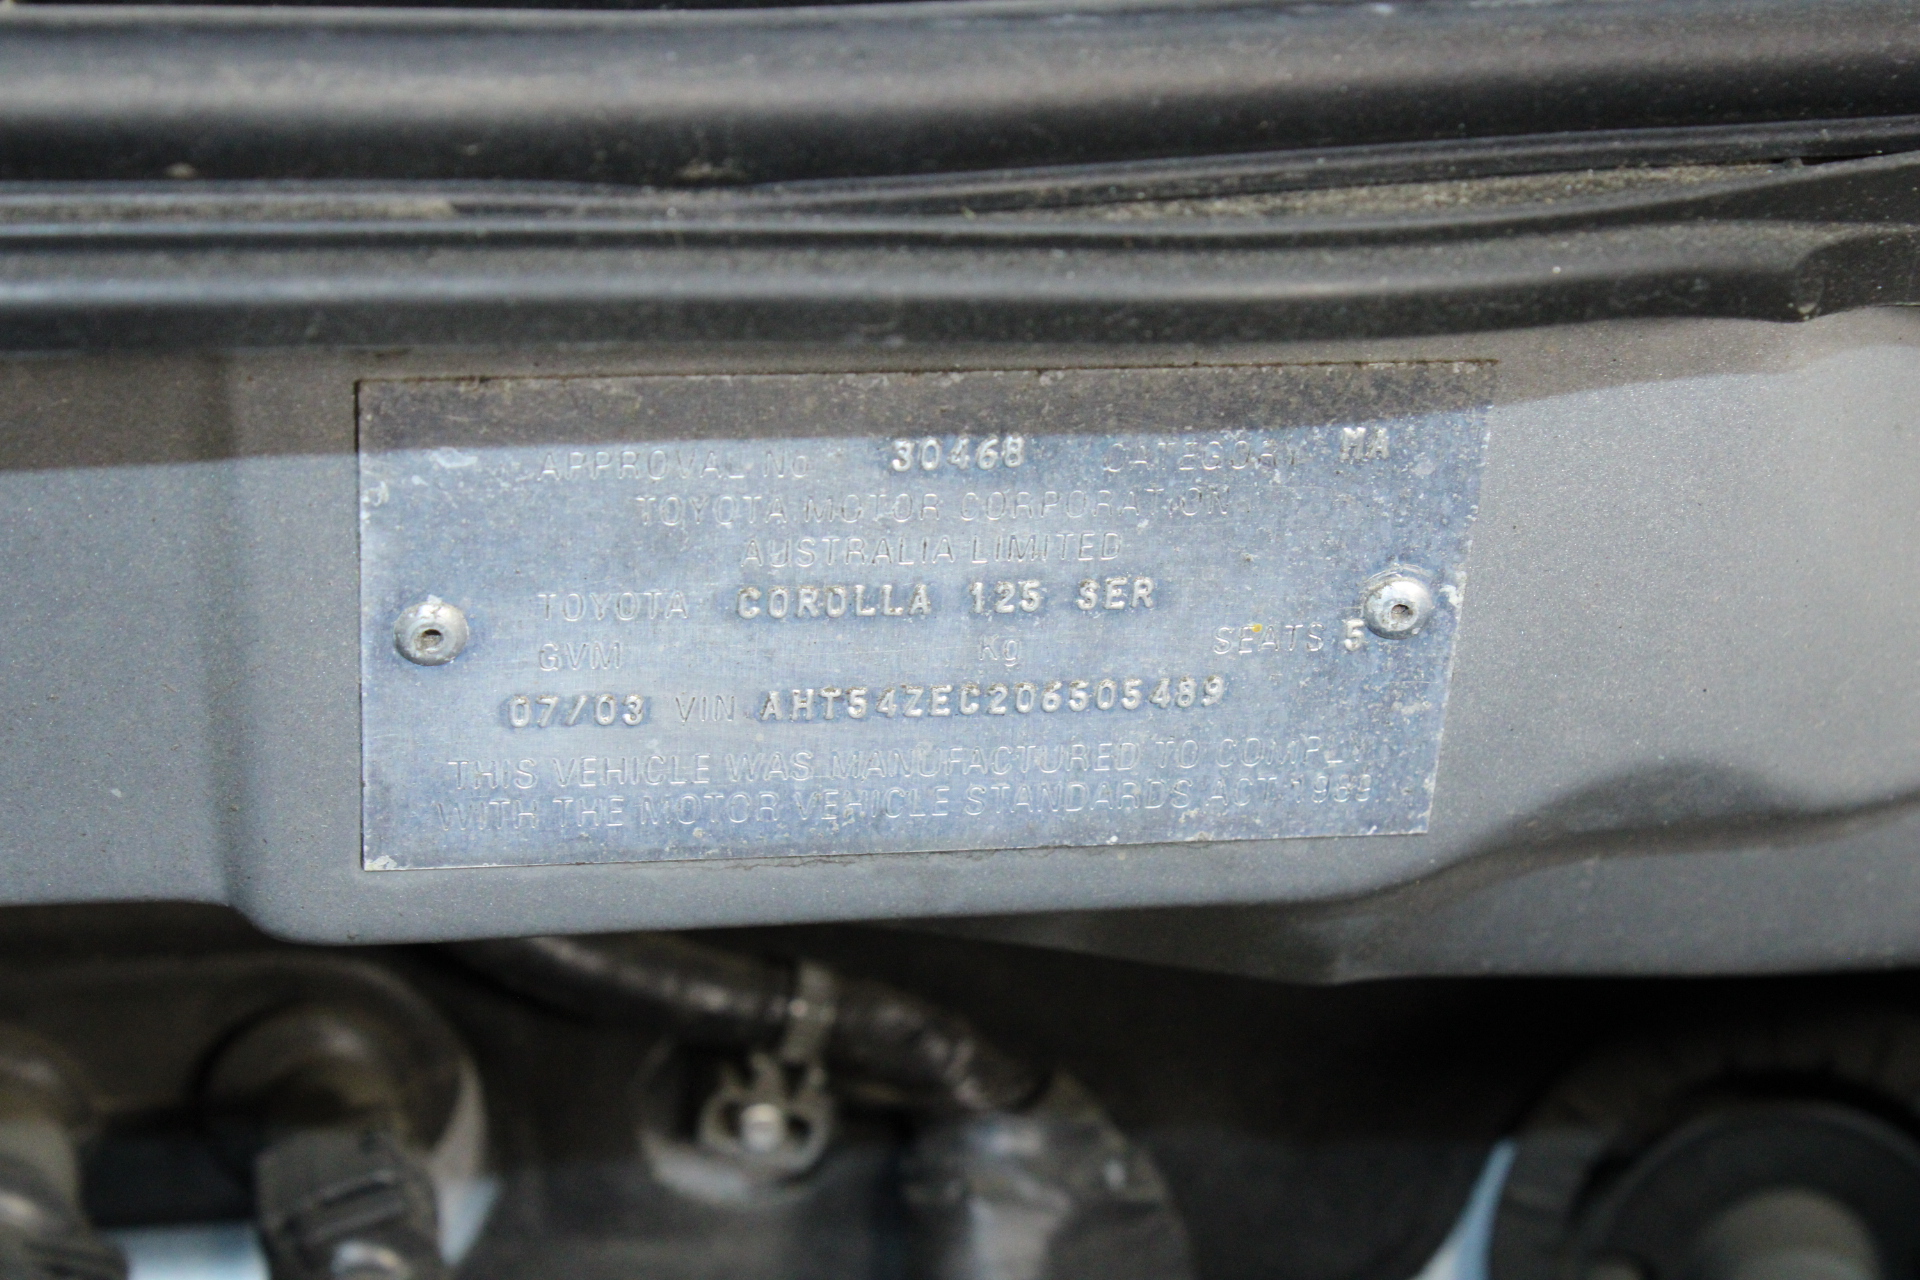 APPROVAL No 30468 CATEGORY MA
TOYOTA MOTOR CORPORATION
AUSTRALIA LIMITED
TOYOTA COROLLA 125 SER
GVM Kg SEATS 5
07/03 VIN AHT54ZEC206505489
THIS VEHICLE WAS MANUFACTURED TO COMPLY
WITH THE MOTOR VEHICLE STANDARDS ACT 1989